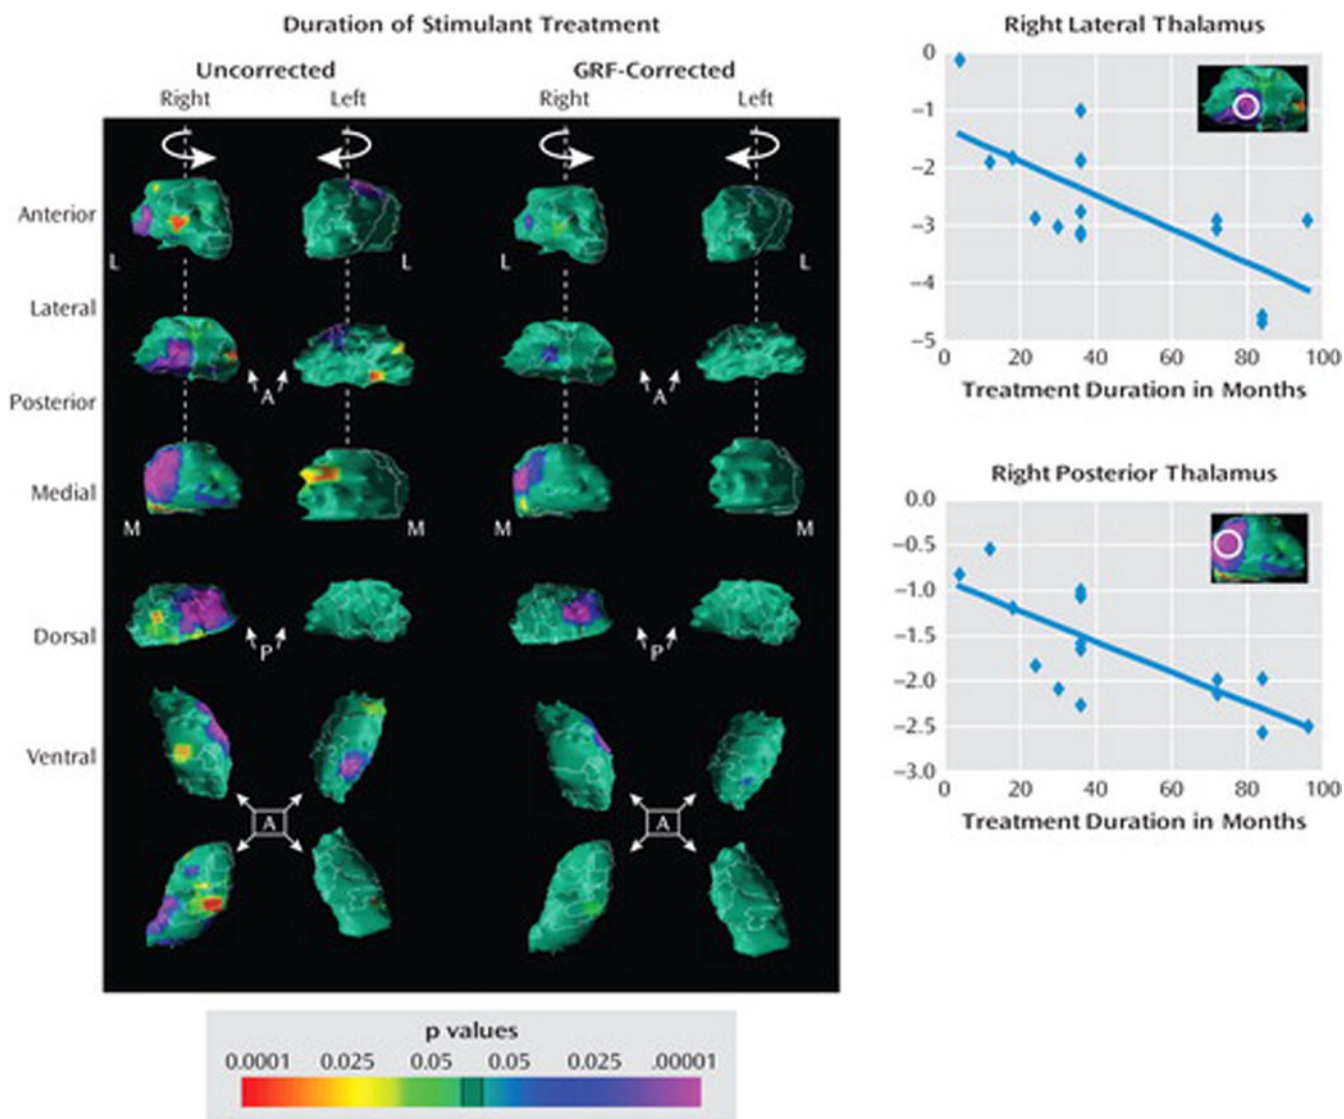 Duration of Stimulant Treatment
Uncorrected GRF-Corrected
Right Left Right Left
Anterior
L L L L
Lateral
A A
Posterior
Medial
M M M M
Dorsal
P P
Ventral
A A
p values
0.0001 0.025 0.05 0.05 0.025 .00001
Right Lateral Thalamus
0
−1
−2
−3
−4
−5
0 20 40 60 80 100
Treatment Duration in Months
Right Posterior Thalamus
0.0
−0.5
−1.0
−1.5
−2.0
−2.5
−3.0
0 20 40 60 80 100
Treatment Duration in Months